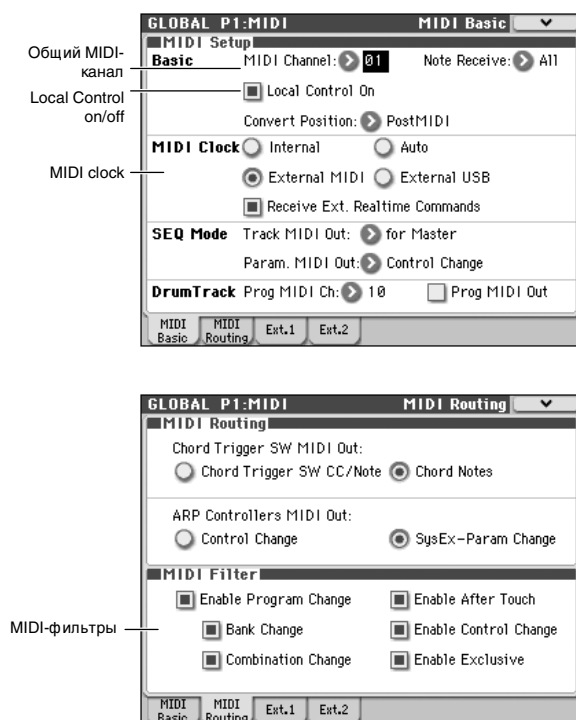 GLOBAL P1:MIDI MIDI Basic
MIDI Setup
Общий MIDI-
канал
Basic MIDI Channel: 01 Note Receive: All
Local Control
on/off
Local Control On
Convert Position: PostMIDI
MIDI clock
MIDI Clock Internal Auto
External MIDI External USB
Receive Ext. Realtime Commands
SEQ Mode Track MIDI Out: for Master
Param. MIDI Out: Control Change
DrumTrack Prog MIDI Ch: 10 Prog MIDI Out
MIDI Basic MIDI Routing Ext.1 Ext.2
GLOBAL P1:MIDI MIDI Routing
MIDI Routing
Chord Trigger SW MIDI Out:
Chord Trigger SW CC/Note Chord Notes
ARP Controllers MIDI Out:
Control Change SysEx-Param Change
MIDI Filter
MIDI-фильтры
Enable Program Change Enable After Touch
Bank Change Enable Control Change
Combination Change Enable Exclusive
MIDI Basic MIDI Routing Ext.1 Ext.2